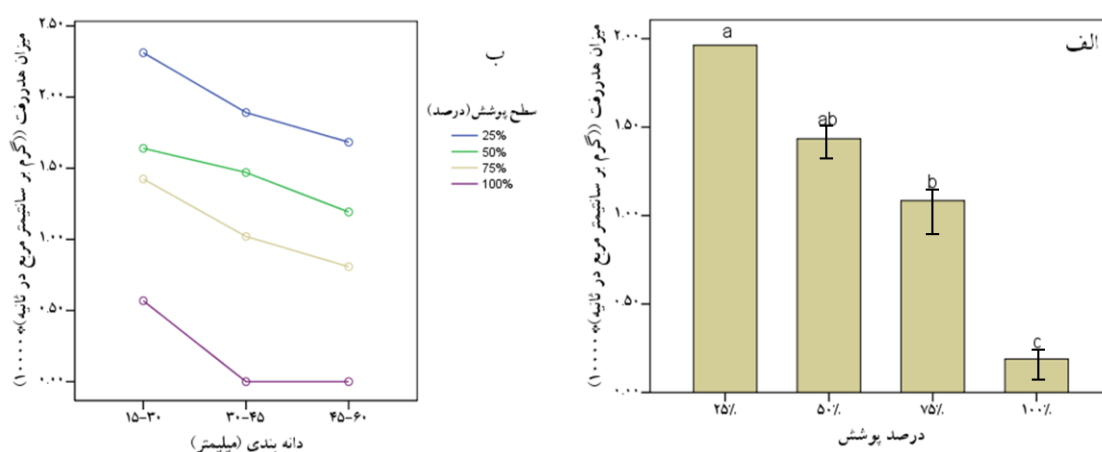 الف
میزان هدررفت ((گرم بر سانتیمتر مربع در ثانیه)*۱۰۰۰۰)
۲.۰۰
۱.۵۰
۱.۰۰
۰.۵۰
۰.۰۰
a
ab
b
c
۲۵٪ ۵۰٪ ۷۵٪ ۱۰۰٪
درصد پوشش
ب
میزان هدررفت ((گرم بر سانتیمتر مربع در ثانیه)*۱۰۰۰۰)
۲.۵۰
۲.۰۰
۱.۵۰
۱.۰۰
۰.۵۰
۰.۰۰
۱۵-۳۰ ۳۰-۴۵ ۴۵-۶۰
دانه بندی (میلیمتر)
سطح پوشش(درصد)
25%
50%
75%
100%